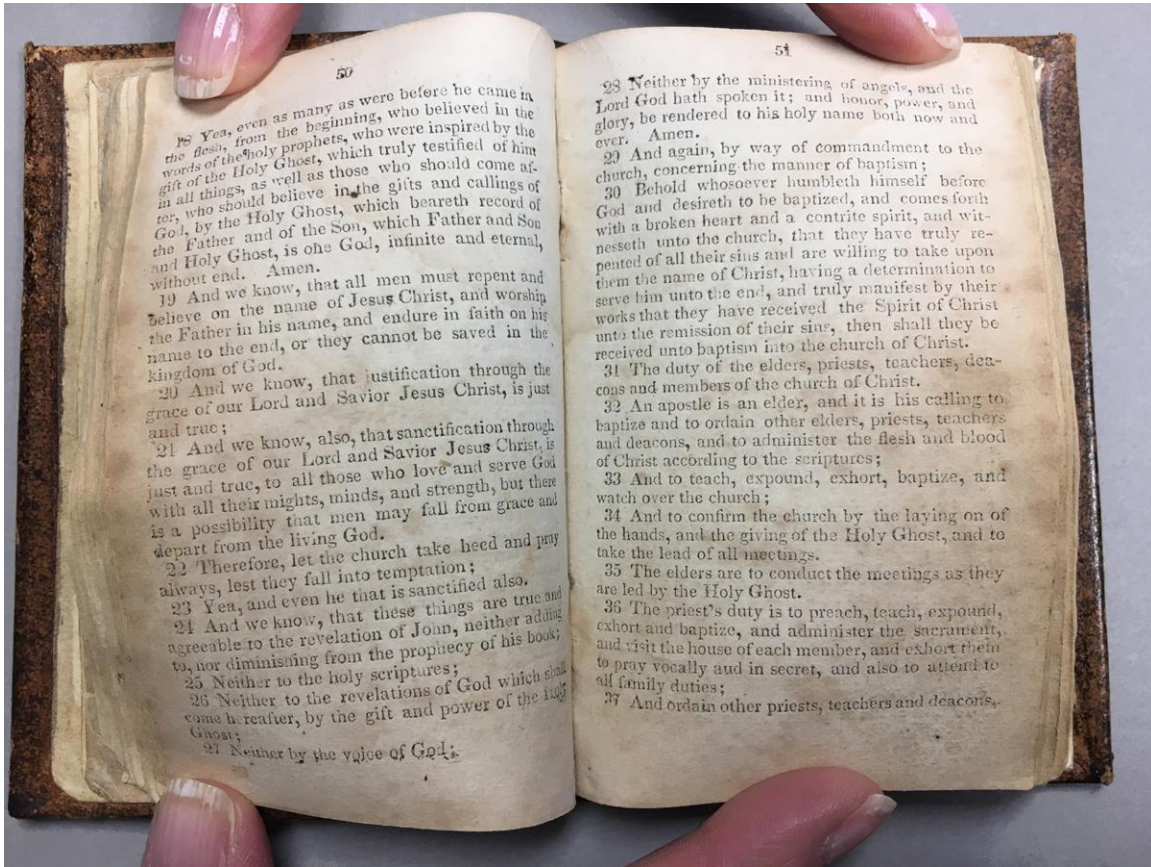 50
18 Yea, even as many as were before he came in
the flesh, from the beginning, who believed in the
words of the holy prophets, who were inspired by the
gift of the Holy Ghost, which truly testified of him
in all things, as well as those who should come af-
ter, who should believe in the gifts and callings of
God, by the Holy Ghost, which beareth record of
the Father and of the Son, which Father and Son
and Holy Ghost, is one God, infinite and eternal,
without end. Amen.
19 And we know, that all men must repent and
believe on the name of Jesus Christ, and worship
the Father in his name, and endure in faith on his
name to the end, or they cannot be saved in the
kingdom of God.
20 And we know, that justification through the
grace of our Lord and Savior Jesus Christ, is just
and true;
21 And we know, also, that sanctification through
the grace of our Lord and Savior Jesus Christ, is
just and true, to all those who love and serve God
with all their mights, minds, and strength, but there
is a possibility that men may fall from grace and
depart from the living God.
22 Therefore, let the church take heed and pray
always, lest they fall into temptation;
23 Yea, and even he that is sanctified also.
24 And we know, that these things are true and
agreeable to the revelation of John, neither adding
to, nor diminishing from the prophecy of his book;
25 Neither to the holy scriptures;
26 Neither to the revelations of God which shall
come hereafter, by the gift and power of the Holy
Ghost;
27 Neither by the voice of God;
51
28 Neither by the ministering of angels, and the
Lord God hath spoken it; and honor, power, and
glory, be rendered to his holy name both now and
ever. Amen.
29 And again, by way of commandment to the
church, concerning the manner of baptism;
30 Behold whosoever humbleth himself before
God and desireth to be baptized, and comes forth
with a broken heart and a contrite spirit, and wit-
nesseth unto the church, that they have truly re-
pented of all their sins and are willing to take upon
them the name of Christ, having a determination to
serve him unto the end, and truly manifest by their
works that they have received the Spirit of Christ
unto the remission of their sins, then shall they be
received unto baptism into the church of Christ.
31 The duty of the elders, priests, teachers, dea-
cons and members of the church of Christ.
32 An apostle is an elder, and it is his calling to
baptize and to ordain other elders, priests, teachers
and deacons, and to administer the flesh and blood
of Christ according to the scriptures;
33 And to teach, expound, exhort, baptize, and
watch over the church;
34 And to confirm the church by the laying on of
the hands, and the giving of the Holy Ghost, and to
take the lead of all meetings.
35 The elders are to conduct the meetings as they
are led by the Holy Ghost.
36 The priest's duty is to preach, teach, expound,
exhort and baptize, and administer the sacrament,
and visit the house of each member, and exhort them
to pray vocally aud in secret, and also to attend to
all family duties;
37 And ordain other priests, teachers and deacons,